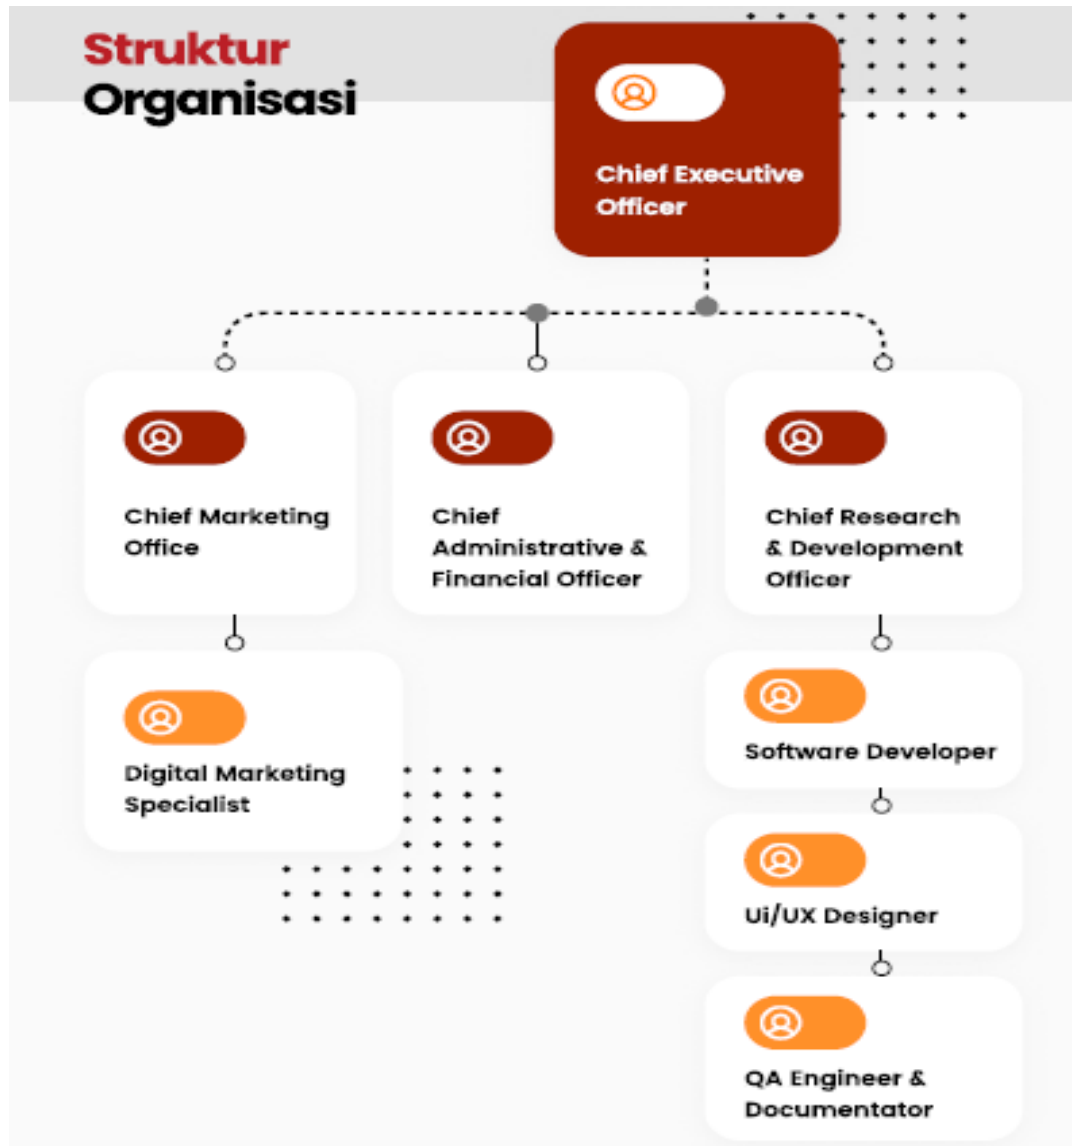 Struktur
Organisasi
Chief Executive
Officer
Chief Marketing
Office
Chief
Administrative &
Financial Officer
Chief Research
& Development
Officer
Digital Marketing
Specialist
Software Developer
Ui/UX Designer
QA Engineer &
Documentator